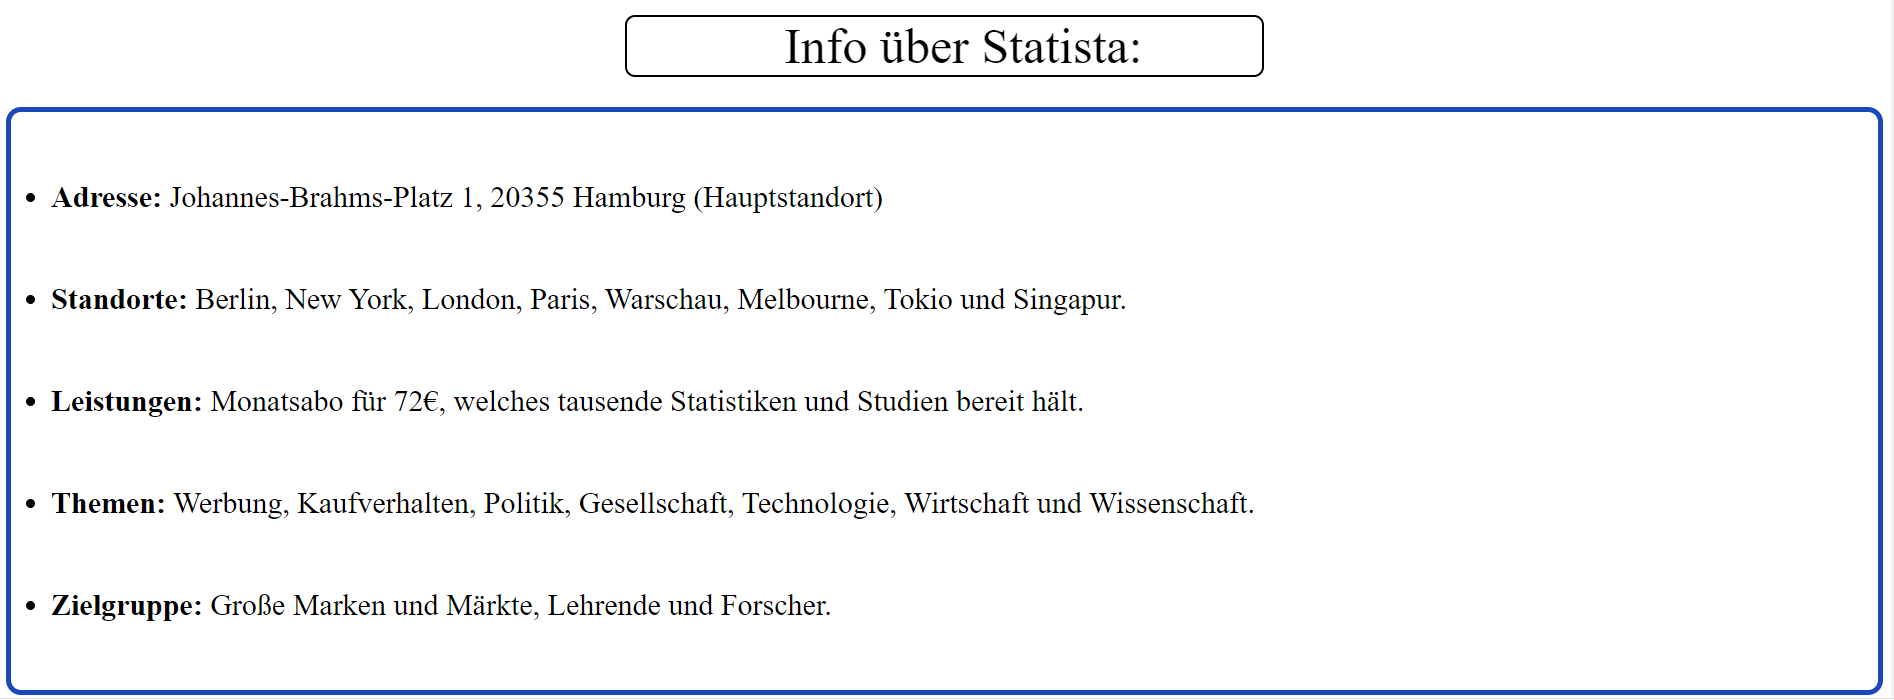 Info über Statista:
• Adresse: Johannes-Brahms-Platz 1, 20355 Hamburg (Hauptstandort)
• Standorte: Berlin, New York, London, Paris, Warschau, Melbourne, Tokio und Singapur.
• Leistungen: Monatsabo für 72€, welches tausende Statistiken und Studien bereit hält.
• Themen: Werbung, Kaufverhalten, Politik, Gesellschaft, Technologie, Wirtschaft und Wissenschaft.
• Zielgruppe: Große Marken und Märkte, Lehrende und Forscher.